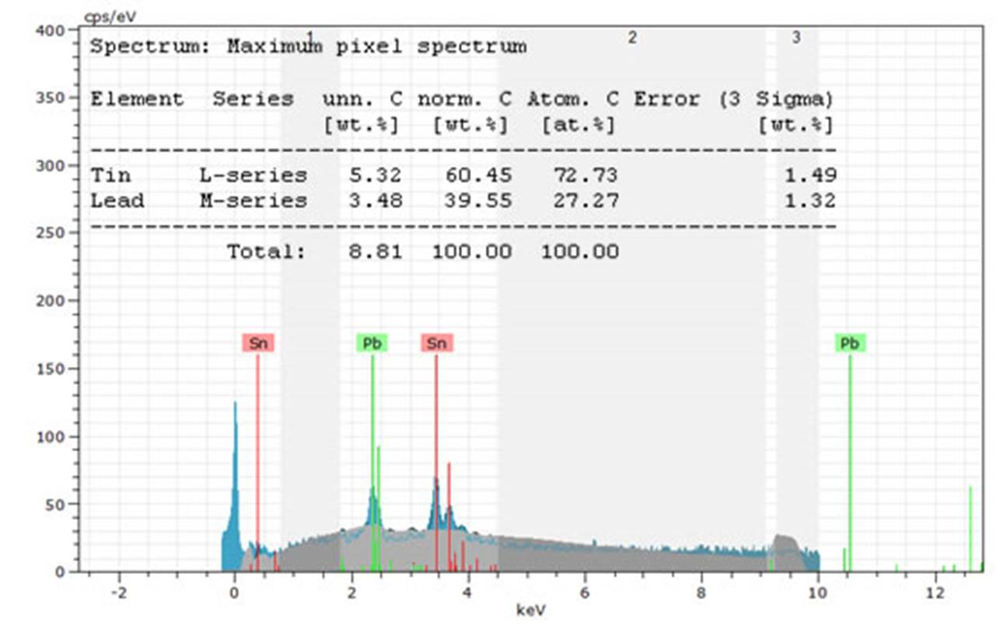 cps/eV
400
1 2 3
Spectrum: Maximum pixel spectrum
350
Element Series unn. C norm. C Atom. C Error (3 Sigma)
[wt.%] [wt.%] [at.%] [wt.%]
------------------------------------------------------------
300
Tin L-series 5.32 60.45 72.73 1.49
Lead M-series 3.48 39.55 27.27 1.32
------------------------------------------------------------
250
Total: 8.81 100.00 100.00
200
Sn Pb Sn Pb
150
100
50
0
-2 0 2 4 6 8 10 12
keV